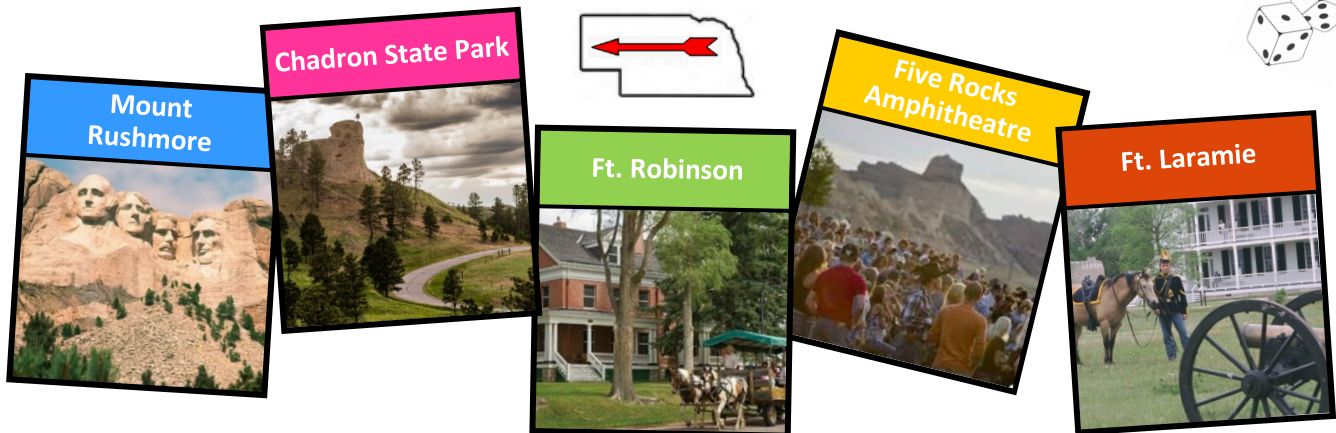 Mount
Rushmore
Chadron State Park
Ft. Robinson
Five Rocks
Amphitheatre
Ft. Laramie